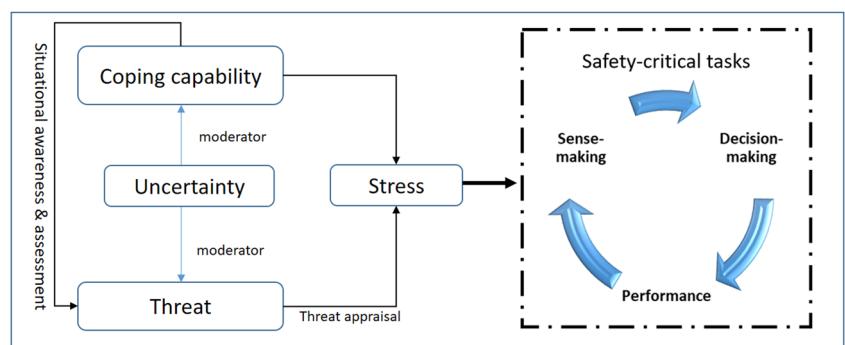 Situational awareness & assessment
Coping capability
moderator
Uncertainty
moderator
Threat
Threat appraisal
Stress
Safety-critical tasks
Sense-
making
Decision-
making
Performance